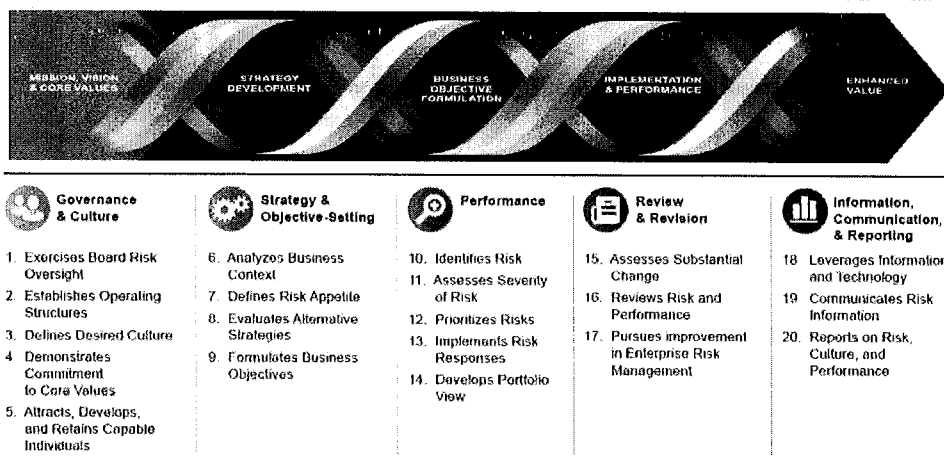 MISSION, VISION
& CORE VALUES
STRATEGY
DEVELOPMENT
BUSINESS
OBJECTIVE
FORMULATION
IMPLEMENTATION
& PERFORMANCE
ENHANCED
VALUE
Governance
& Culture
1. Exercises Board Risk
Oversight
2. Establishes Operating
Structures
3. Defines Desired Culture
4 Demonstrates
Commitment
to Core Values
5. Attracts, Develops,
and Retains Capable
Individuals
Strategy &
Objective-Setting
6. Analyzes Business
Context
7. Defines Risk Appetite
8. Evaluates Alternative
Strategies
9. Formulates Business
Objectives
Performance
10. Identifies Risk
11. Assesses Severity
of Risk
12. Prioritizes Risks
13. Implements Risk
Responses
14. Develops Portfolio
View
Review
& Revision
15. Assesses Substantial
Change
16. Reviews Risk and
Performance
17. Pursues improvement
in Enterprise Risk
Management
Information,
Communication,
& Reporting
18 Leverages Information
and Technology
19 Communicates Risk
Information
20. Reports on Risk,
Culture, and
Performance